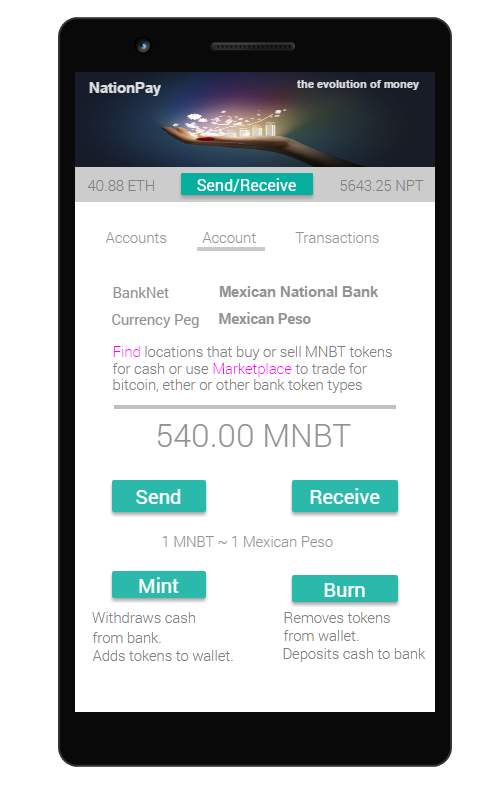 NationPay
the evolution of money
40.88 ETH
Send/Receive
5643.25 NPT
Accounts
Account
Transactions
BankNet
Mexican National Bank
Currency Peg
Mexican Peso
Find locations that buy or sell MNBT tokens
for cash or use Marketplace to trade for
bitcoin, ether or other bank token types
540.00 MNBT
Send
Receive
1 MNBT ~ 1 Mexican Peso
Mint
Burn
Withdraws cash
from bank.
Adds tokens to wallet.
Removes tokens
from wallet.
Deposits cash to bank